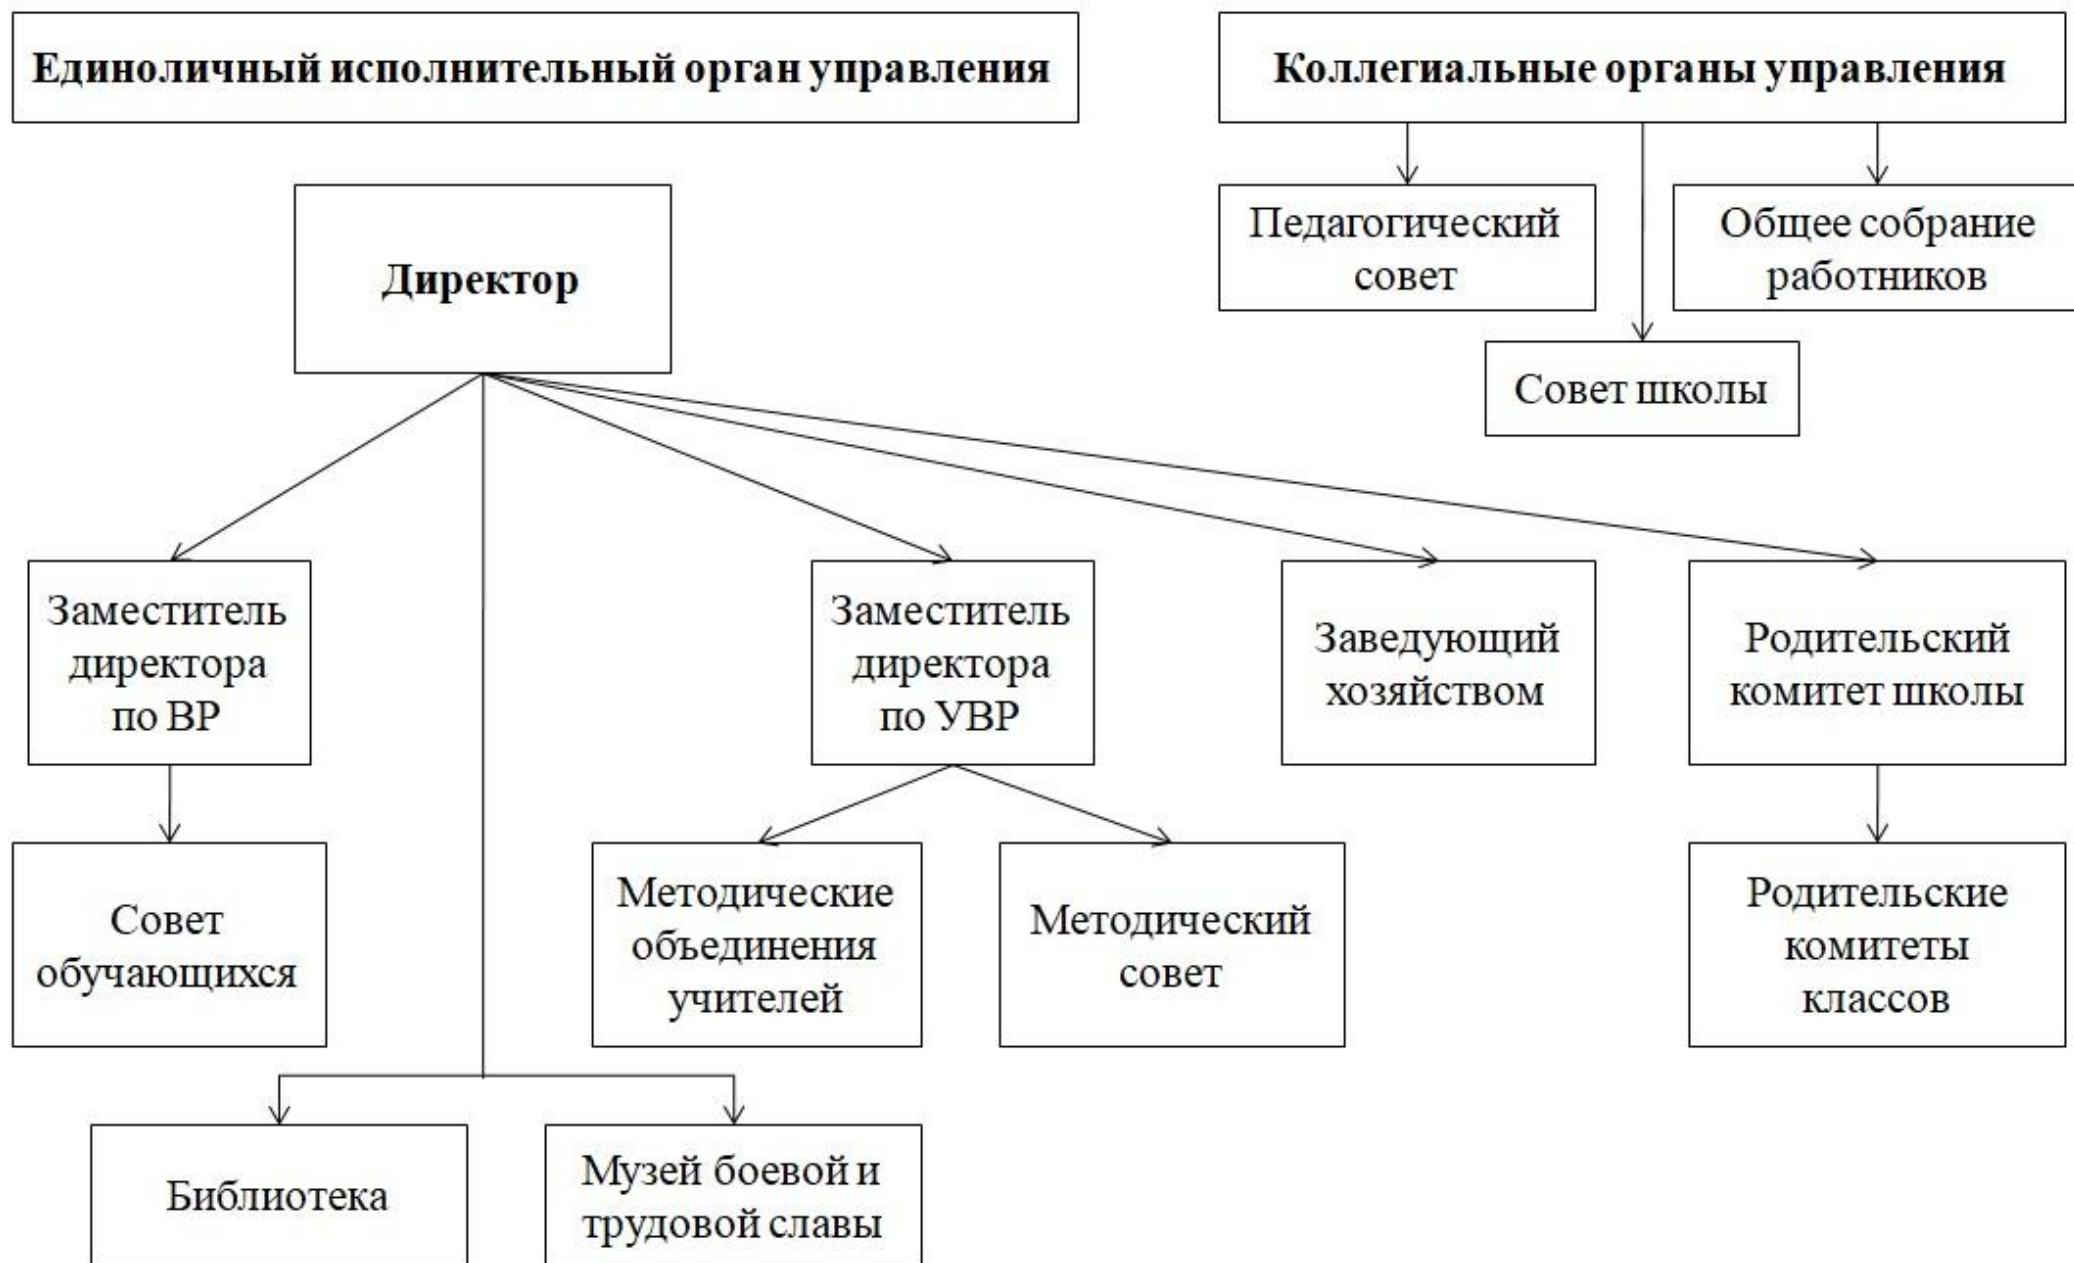 Единоличный исполнительный орган управления
Коллегиальные органы управления
Директор
Педагогический
совет
Общее собрание
работников
Совет школы
Заместитель
директора
по ВР
Заместитель
директора
по УВР
Заведующий
хозяйством
Родительский
комитет школы
Совет
обучающихся
Методические
объединения
учителей
Методический
совет
Родительские
комитеты
классов
Библиотека
Музей боевой и
трудовой славы